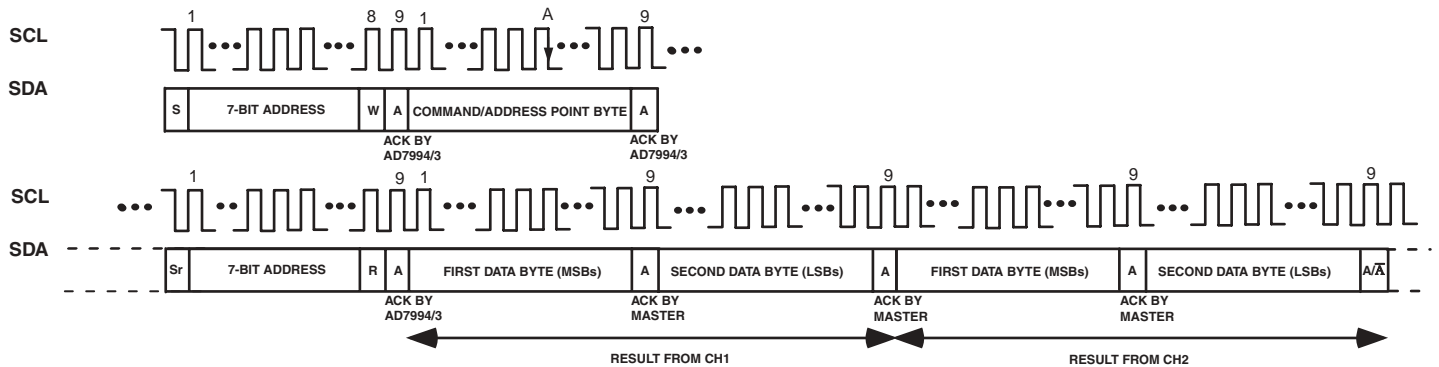 1 8 9 1 A 9
SCL
SDA
S 7-BIT ADDRESS W A COMMAND/ADDRESS POINT BYTE A
ACK BY AD7994/3
ACK BY AD7994/3
1 9 1 9 9 9 9
SCL
SDA
Sr 7-BIT ADDRESS R A FIRST DATA BYTE (MSBs) A SECOND DATA BYTE (LSBs) A FIRST DATA BYTE (MSBs) A SECOND DATA BYTE (LSBs) A/A̅
ACK BY AD7994/3
ACK BY MASTER
ACK BY MASTER
ACK BY MASTER
RESULT FROM CH1
RESULT FROM CH2